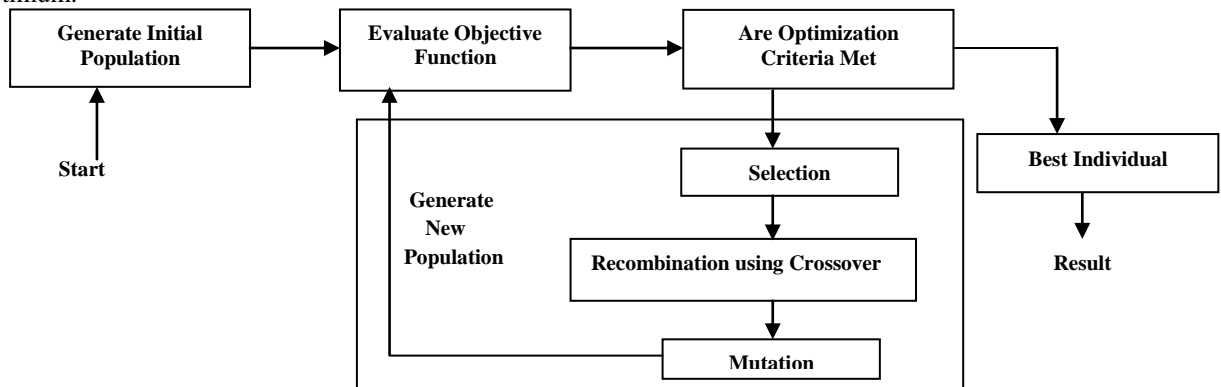 Generate Initial
Population
Evaluate Objective
Function
Are Optimization
Criteria Met
Start
Selection
Best Individual
Generate
New
Population
Recombination using Crossover
Result
Mutation